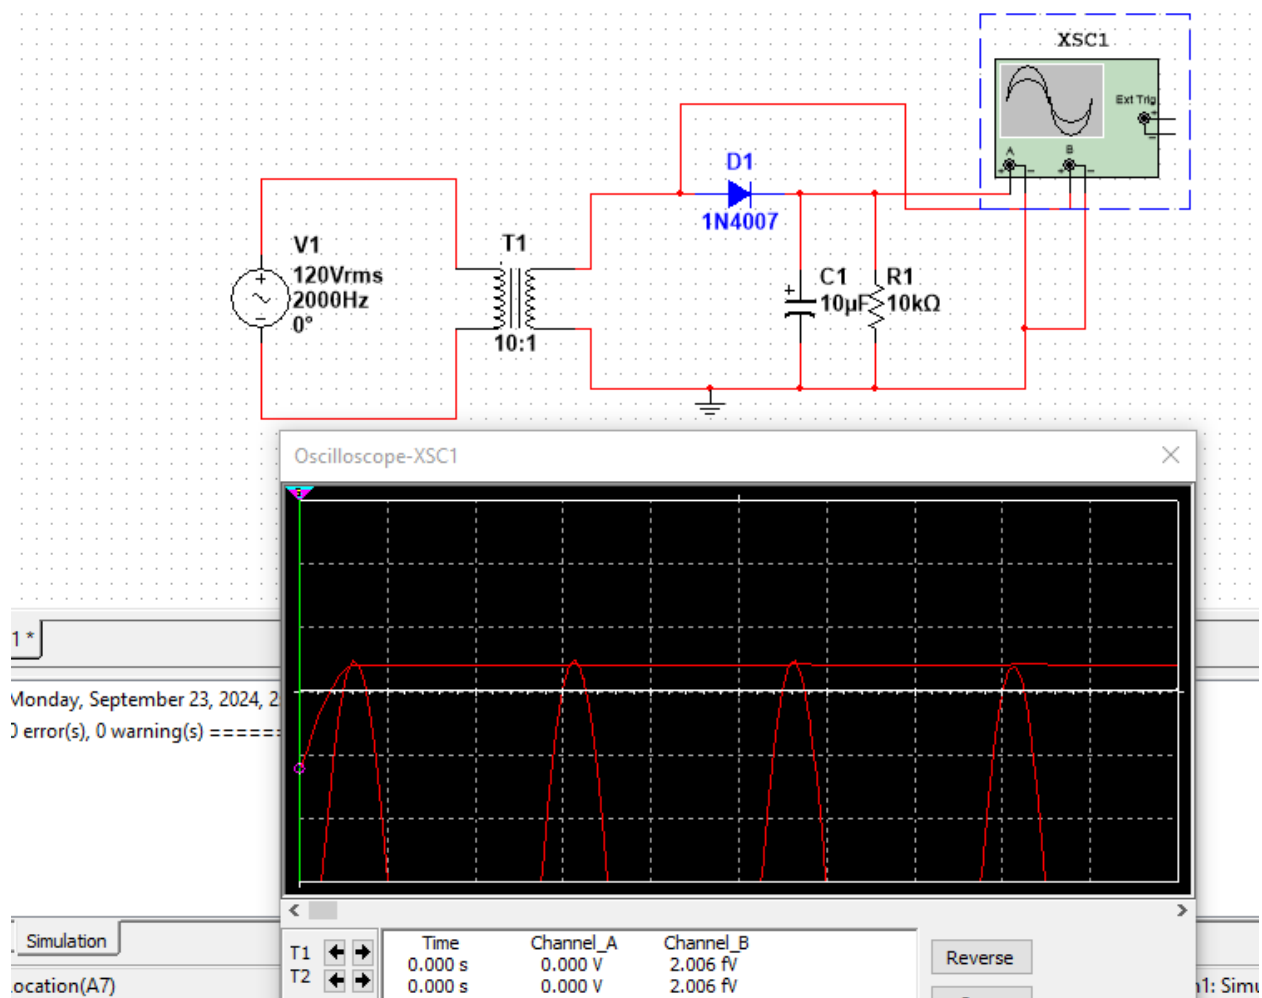 XSC1
Ext Trig
+
−
A
B
+ − + −
D1
1N4007
V1
120Vrms
2000Hz
0°
T1
10:1
+
C1
10µF
R1
10kΩ
Oscilloscope-XSC1
1 *
Monday, September 23, 2024, 2
0 error(s), 0 warning(s) =====
Simulation
ocation(A7)
T1
T2
Time Channel_A Channel_B
0.000 s 0.000 V 2.006 fV
0.000 s 0.000 V 2.006 fV
Reverse
1: Simu